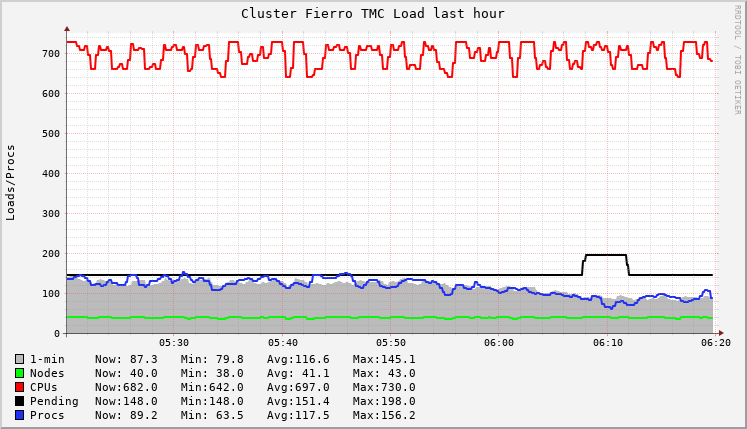 Cluster Fierro TMC Load last hour
RRDTOOL / TOBI OETIKER
Loads/Procs
700
600
500
400
300
200
100
0
05:30 05:40 05:50 06:00 06:10 06:20
1-min Now: 87.3 Min: 79.8 Avg:116.6 Max:145.1
Nodes Now: 40.0 Min: 38.0 Avg: 41.1 Max: 43.0
CPUs Now:682.0 Min:642.0 Avg:697.0 Max:730.0
Pending Now:148.0 Min:148.0 Avg:151.4 Max:198.0
Procs Now: 89.2 Min: 63.5 Avg:117.5 Max:156.2